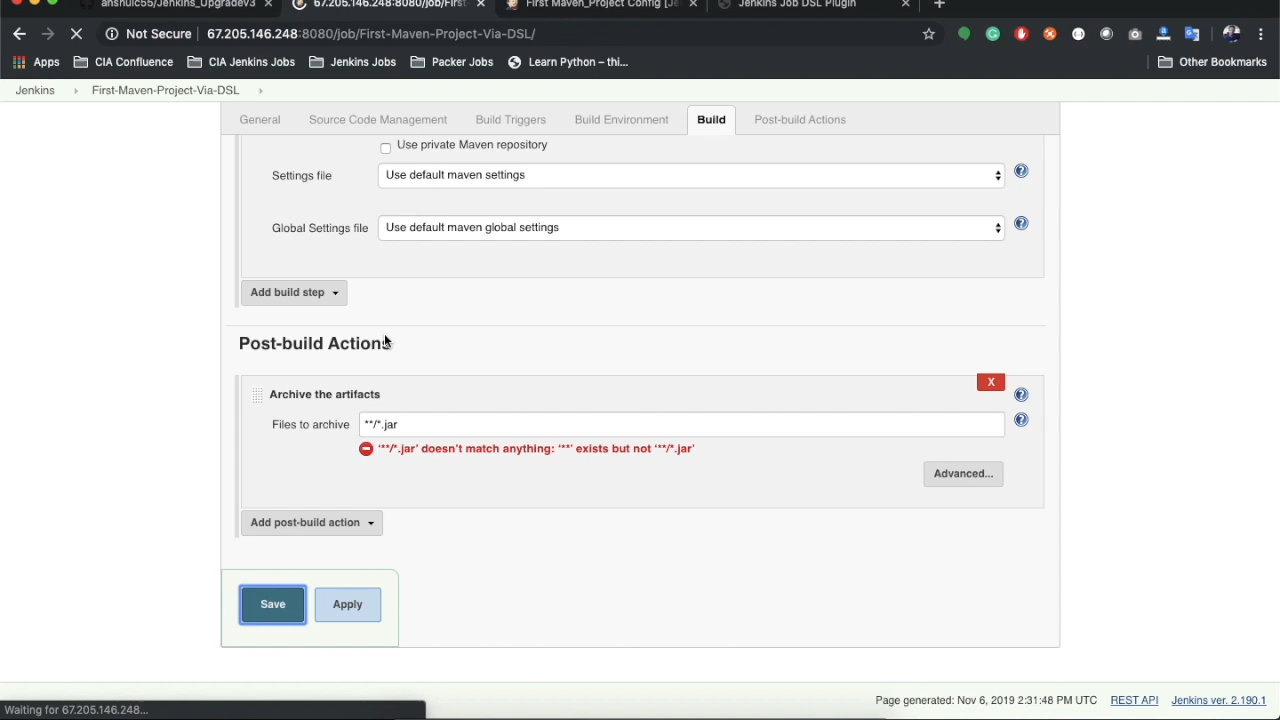 anshulc55/Jenkins_Upgradev3
67.205.146.248:8080/job/First
First Maven_Project Config [Je
Jenkins Job DSL Plugin
Not Secure
67.205.146.248:8080/job/First-Maven-Project-Via-DSL/
Apps
CIA Confluence
CIA Jenkins Jobs
Jenkins Jobs
Packer Jobs
Learn Python – thi...
Other Bookmarks
Jenkins
First-Maven-Project-Via-DSL
General
Source Code Management
Build Triggers
Build Environment
Build
Post-build Actions
Use private Maven repository
Settings file
Use default maven settings
Global Settings file
Use default maven global settings
Add build step
Post-build Actions
X
Archive the artifacts
Files to archive
**/*.jar
'**/*.jar' doesn't match anything: '**' exists but not '**/*.jar'
Advanced...
Add post-build action
Save
Apply
Page generated: Nov 6, 2019 2:31:48 PM UTC
REST API
Jenkins ver. 2.190.1
Waiting for 67.205.146.248...